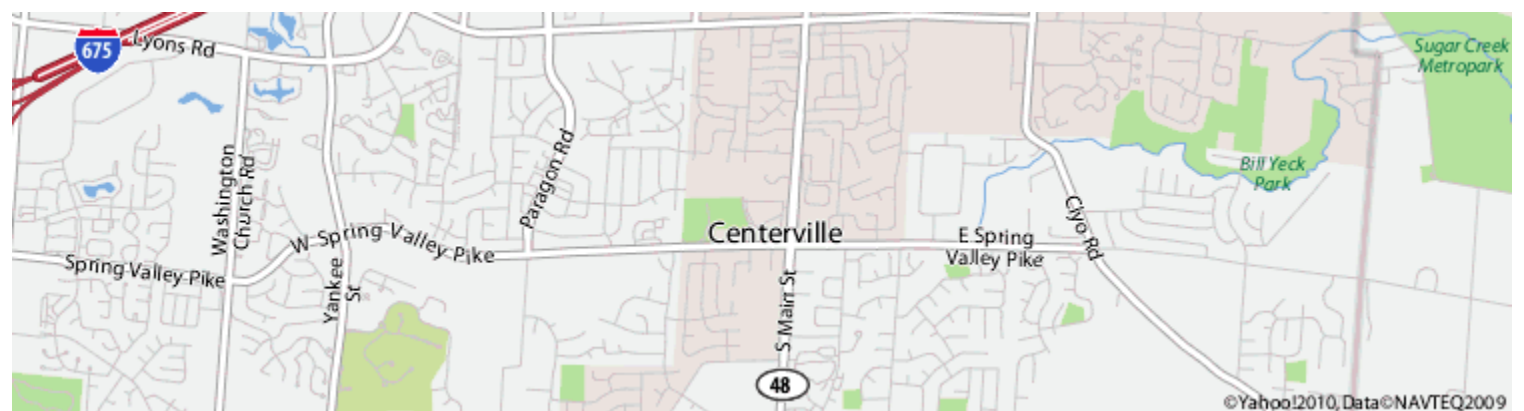 675
Lyons Rd
Sugar Creek
Metropark
Washington
Church Rd
Paragon Rd
Bill Yeck
Park
Clyo Rd
W Spring Valley Pike
Centerville
E Spring
Valley Pike
Spring Valley Pike
Yankee
St
S Main St
48
©Yahoo!2010, Data©NAVTEQ2009